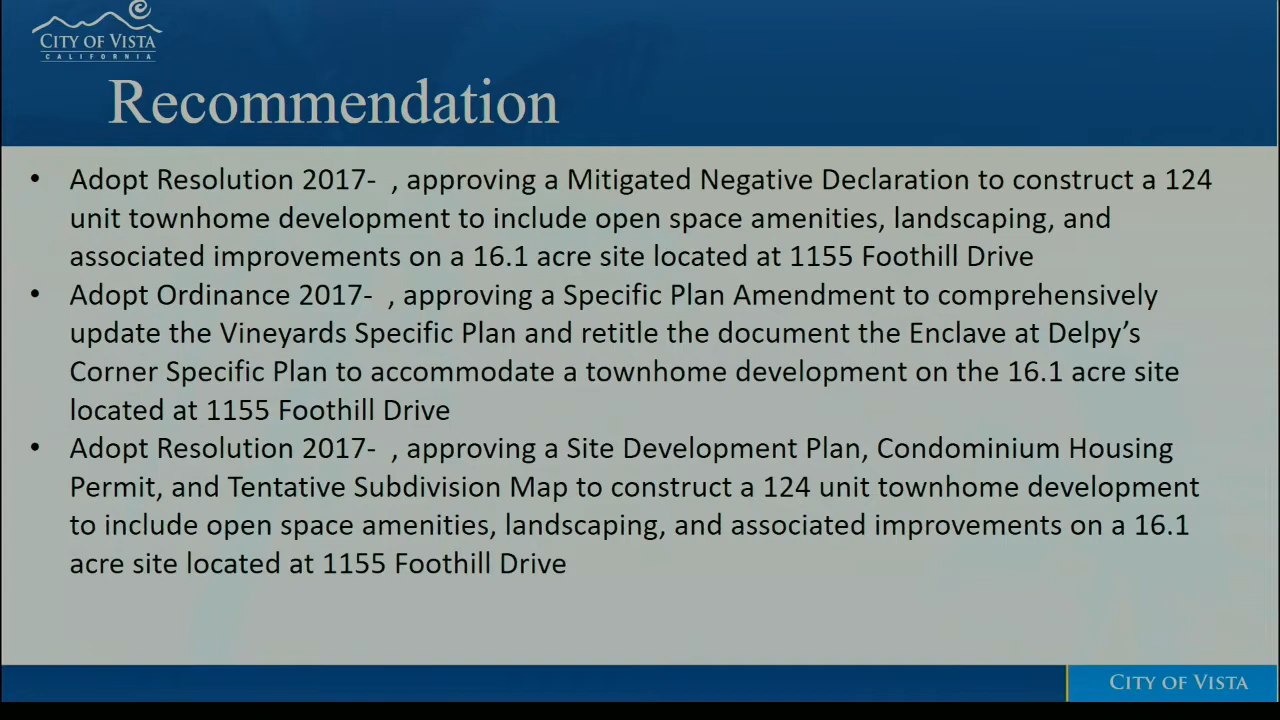 CITY OF VISTA
CALIFORNIA
Recommendation
• Adopt Resolution 2017-  , approving a Mitigated Negative Declaration to construct a 124
unit townhome development to include open space amenities, landscaping, and
associated improvements on a 16.1 acre site located at 1155 Foothill Drive
• Adopt Ordinance 2017-  , approving a Specific Plan Amendment to comprehensively
update the Vineyards Specific Plan and retitle the document the Enclave at Delpy’s
Corner Specific Plan to accommodate a townhome development on the 16.1 acre site
located at 1155 Foothill Drive
• Adopt Resolution 2017-  , approving a Site Development Plan, Condominium Housing
Permit, and Tentative Subdivision Map to construct a 124 unit townhome development
to include open space amenities, landscaping, and associated improvements on a 16.1
acre site located at 1155 Foothill Drive
CITY OF VISTA